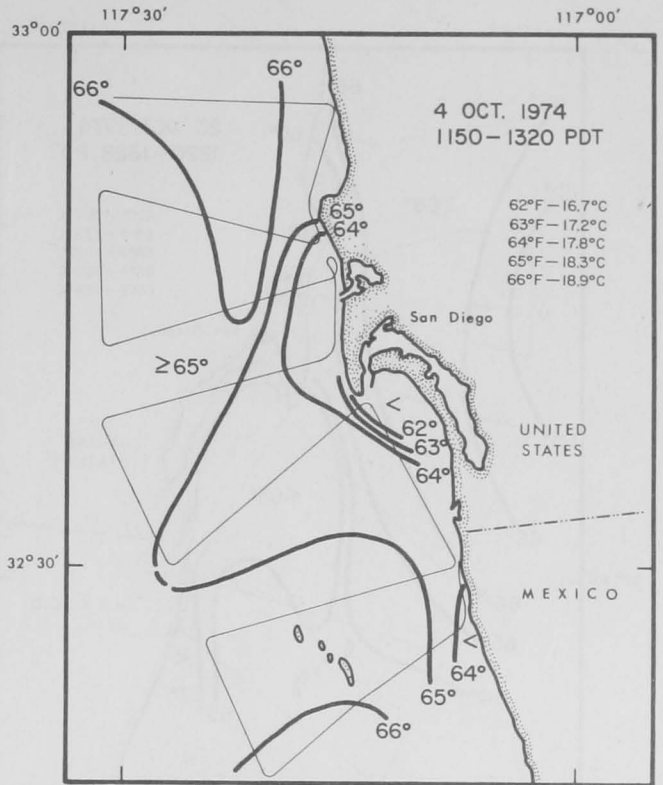 117°30' 117°00'
33°00'
66° 66°
4 OCT. 1974
1150–1320 PDT
62°F–16.7°C
63°F–17.2°C
64°F–17.8°C
65°F–18.3°C
66°F–18.9°C
65°
64°
San Diego
≥65°
<
62°
63°
64°
UNITED
STATES
32°30'
MEXICO
<
64°
65°
66°